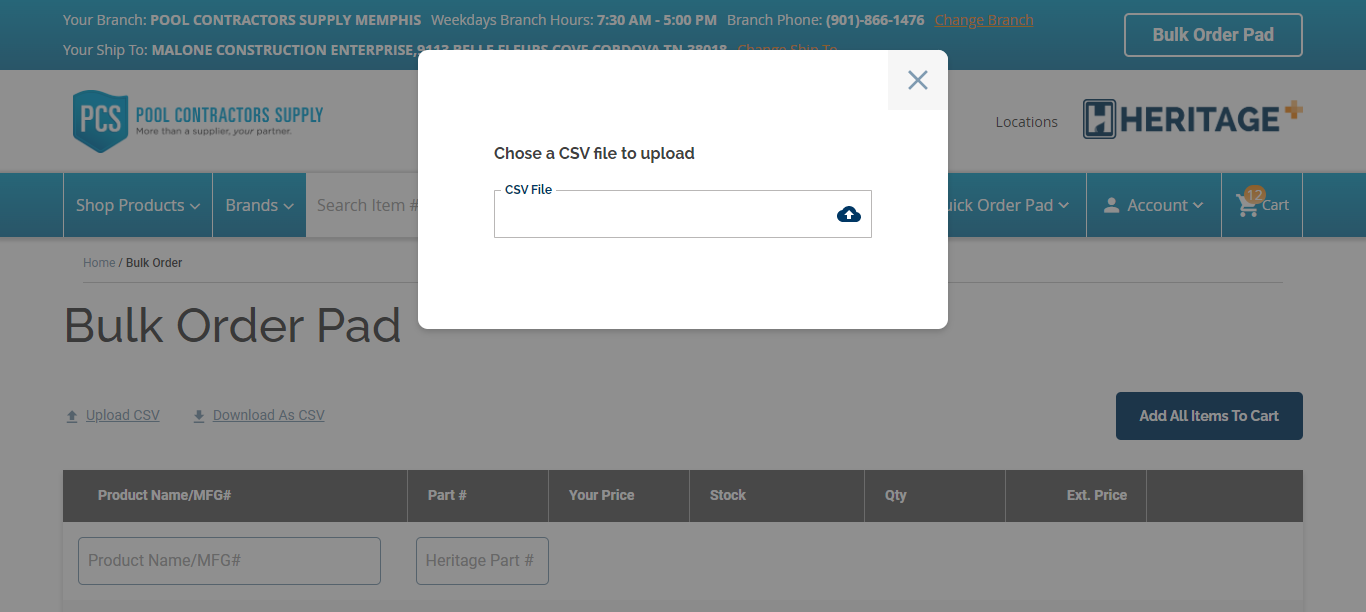 Your Branch: POOL CONTRACTORS SUPPLY MEMPHIS Weekdays Branch Hours: 7:30 AM - 5:00 PM Branch Phone: (901)-866-1476 Change Branch
Your Ship To: MALONE CONSTRUCTION ENTERPRISE,9113 BELLE FLEURS COVE CORDOVA TN 38018 Change Ship To
Bulk Order Pad
PCS POOL CONTRACTORS SUPPLY
More than a supplier, your partner.
Locations
H HERITAGE+
Shop Products
Brands
Search Item #
uick Order Pad
Account
12
Cart
Chose a CSV file to upload
CSV File
Home / Bulk Order
Bulk Order Pad
Upload CSV Download As CSV
Add All Items To Cart
Product Name/MFG# Part # Your Price Stock Qty Ext. Price
Product Name/MFG# Heritage Part #